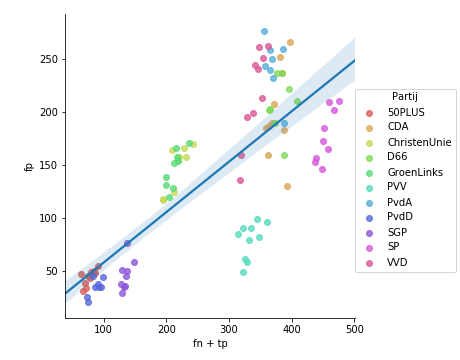 250
200
150
100
50
fp
100
200
300
400
500
fn + tp
Partij
50PLUS
CDA
ChristenUnie
D66
GroenLinks
PVV
PvdA
PvdD
SGP
SP
VVD